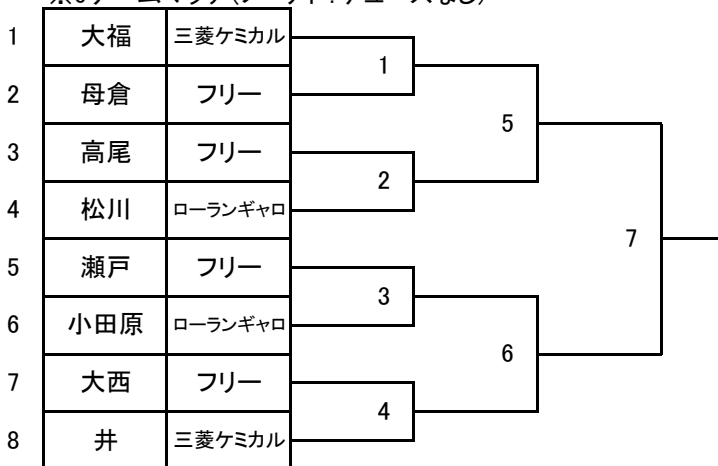 1 大福 三菱ケミカル
1
2 母倉 フリー
5
3 高尾 フリー
2
4 松川 ローランギャロ
7
5 瀬戸 フリー
3
6 小田原 ローランギャロ
6
7 大西 フリー
4
8 井 三菱ケミカル